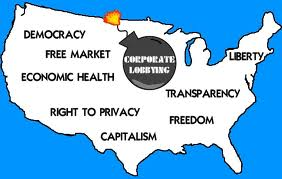 DEMOCRACY
FREE MARKET
CORPORATE
LOBBYING
LIBERTY
ECONOMIC HEALTH
TRANSPARENCY
RIGHT TO PRIVACY
FREEDOM
CAPITALISM